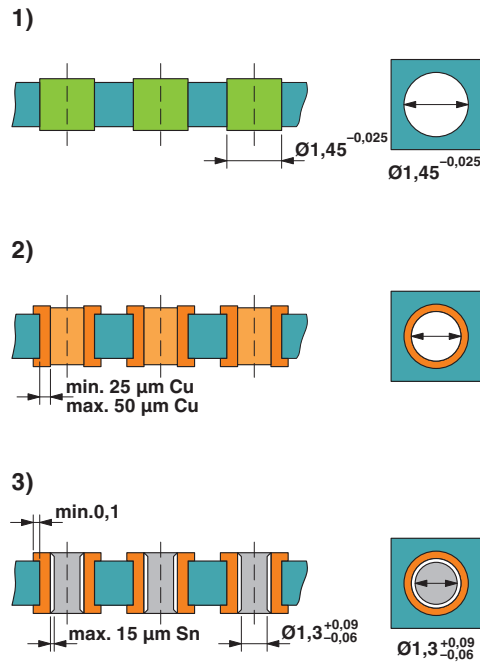 1)
Ø1,45-0,025
Ø1,45-0,025
2)
min. 25 µm Cu
max. 50 µm Cu
3)
min.0,1
max. 15 µm Sn
Ø1,3+0,09-0,06
Ø1,3+0,09-0,06